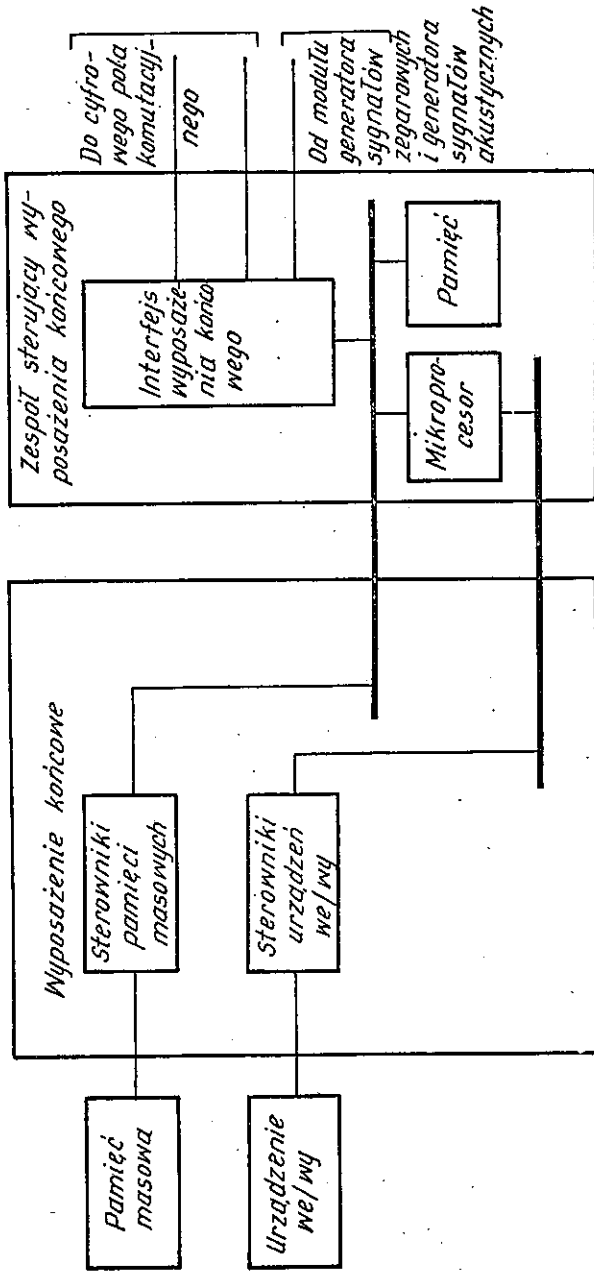 Pamięć
masowa
Urządzenie
we/wy
Wyposażenie końcowe
Sterowniki
pamięci
masowych
Sterowniki
urządzeń
we/wy
Zespół sterujący wy-
posażenia końcowego
Interfejs
wyposaże-
nia końco
wego
Mikropro-
cesor
Pamięć
Do cyfro-
wego pola
komutacyj-
nego
Od modułu
generatora
sygnałów
zegarowych
i generatora
sygnałów
akustycznych